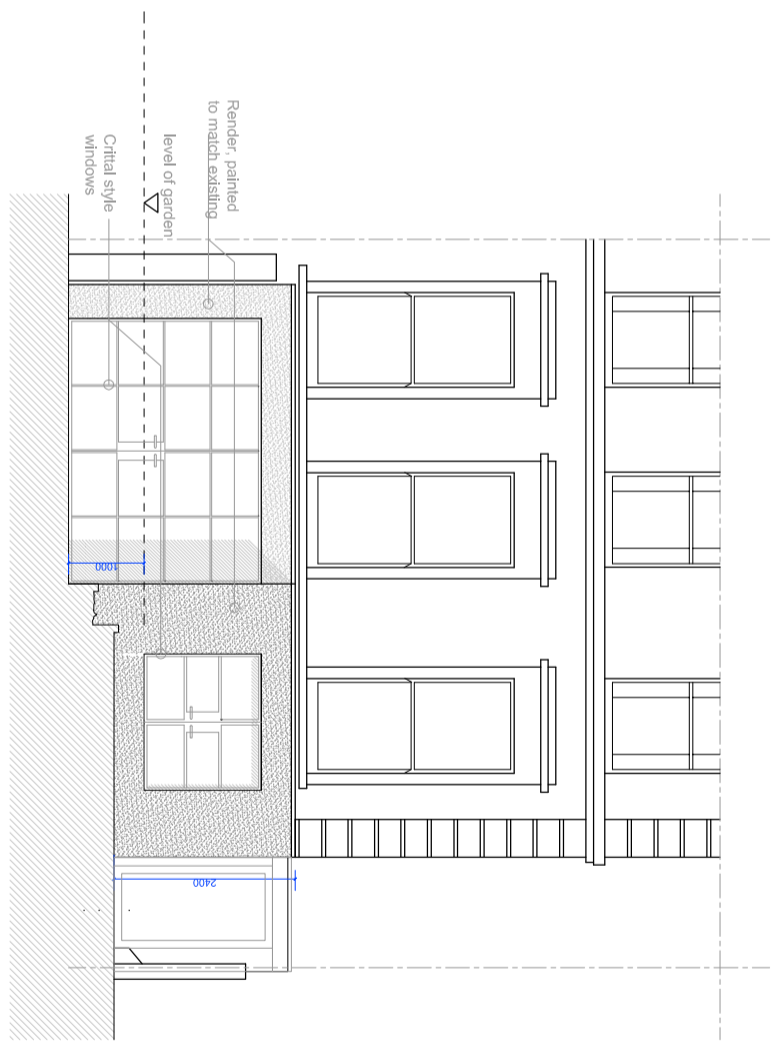 Render, painted
to match existing
level of garden
Crittal style
windows
1000
2400